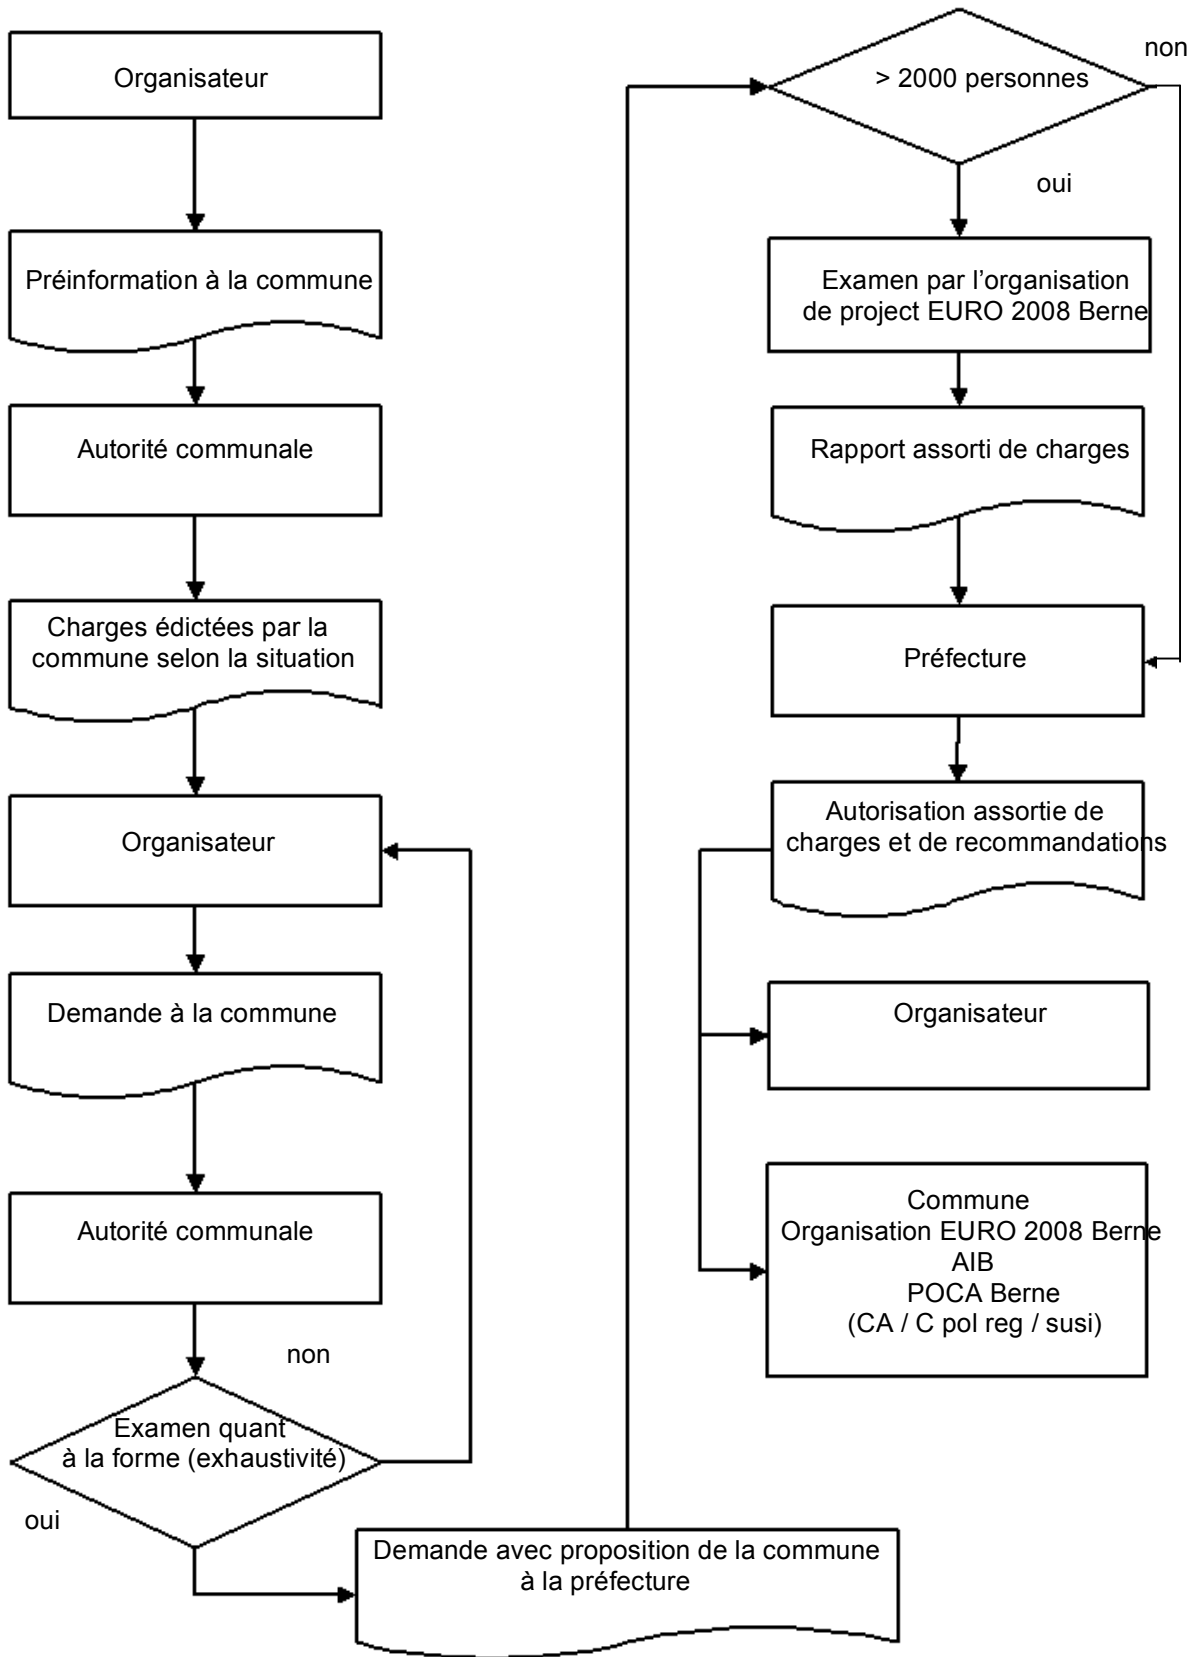 Organisateur
Préinformation à la commune
Autorité communale
Charges édictées par la
commune selon la situation
Organisateur
Demande à la commune
Autorité communale
non
Examen quant
à la forme (exhaustivité)
oui
Demande avec proposition de la commune
à la préfecture
> 2000 personnes
non
oui
Examen par l’organisation
de project EURO 2008 Berne
Rapport assorti de charges
Préfecture
Autorisation assortie de
charges et de recommandations
Organisateur
Commune
Organisation EURO 2008 Berne
AIB
POCA Berne
(CA / C pol reg / susi)